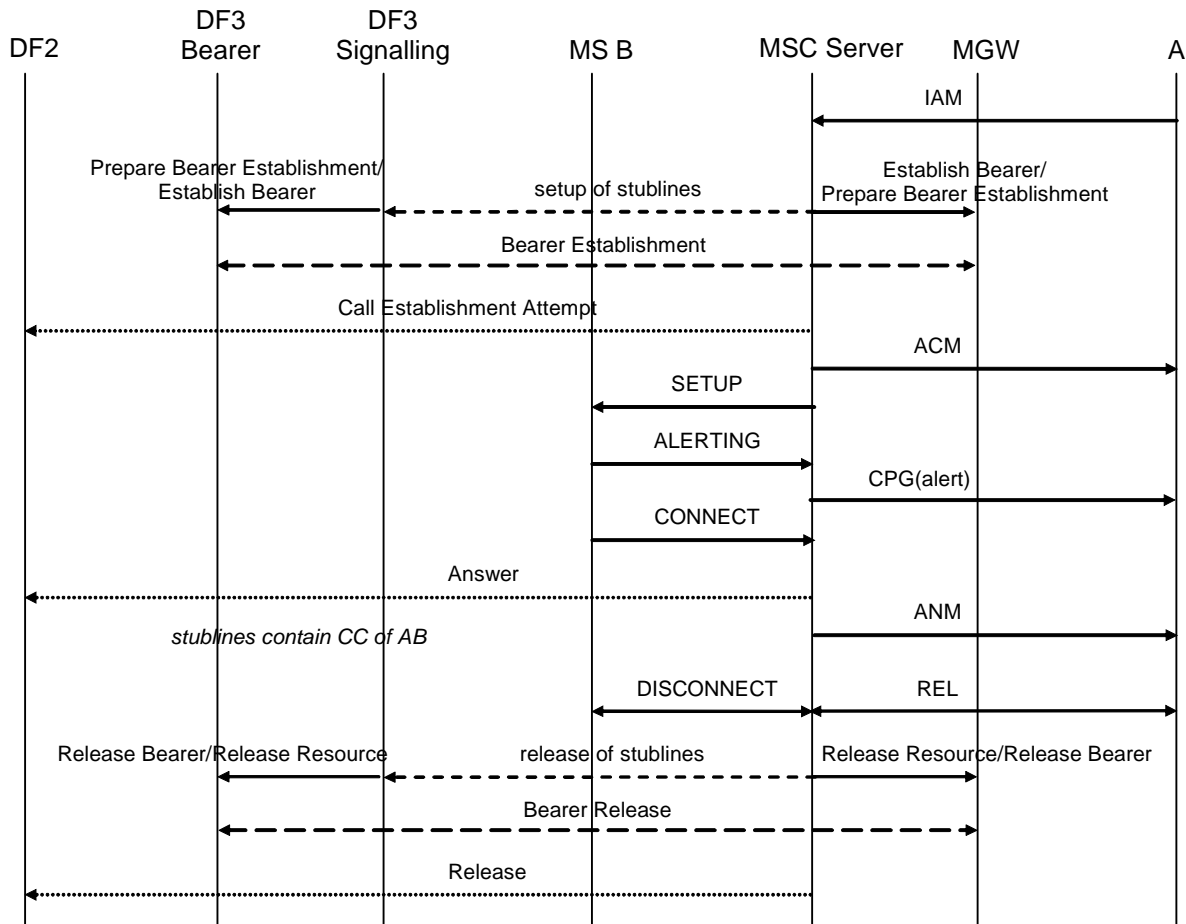 DF3
DF3
DF2
Bearer
Signalling
MS B
MSC Server
MGW
A
IAM
Prepare Bearer Establishment/
Establish Bearer
setup of stublines
Establish Bearer/
Prepare Bearer Establishment
Bearer Establishment
Call Establishment Attempt
ACM
SETUP
ALERTING
CPG(alert)
CONNECT
Answer
ANM
stublines contain CC of AB
DISCONNECT
REL
Release Bearer/Release Resource
release of stublines
Release Resource/Release Bearer
Bearer Release
Release